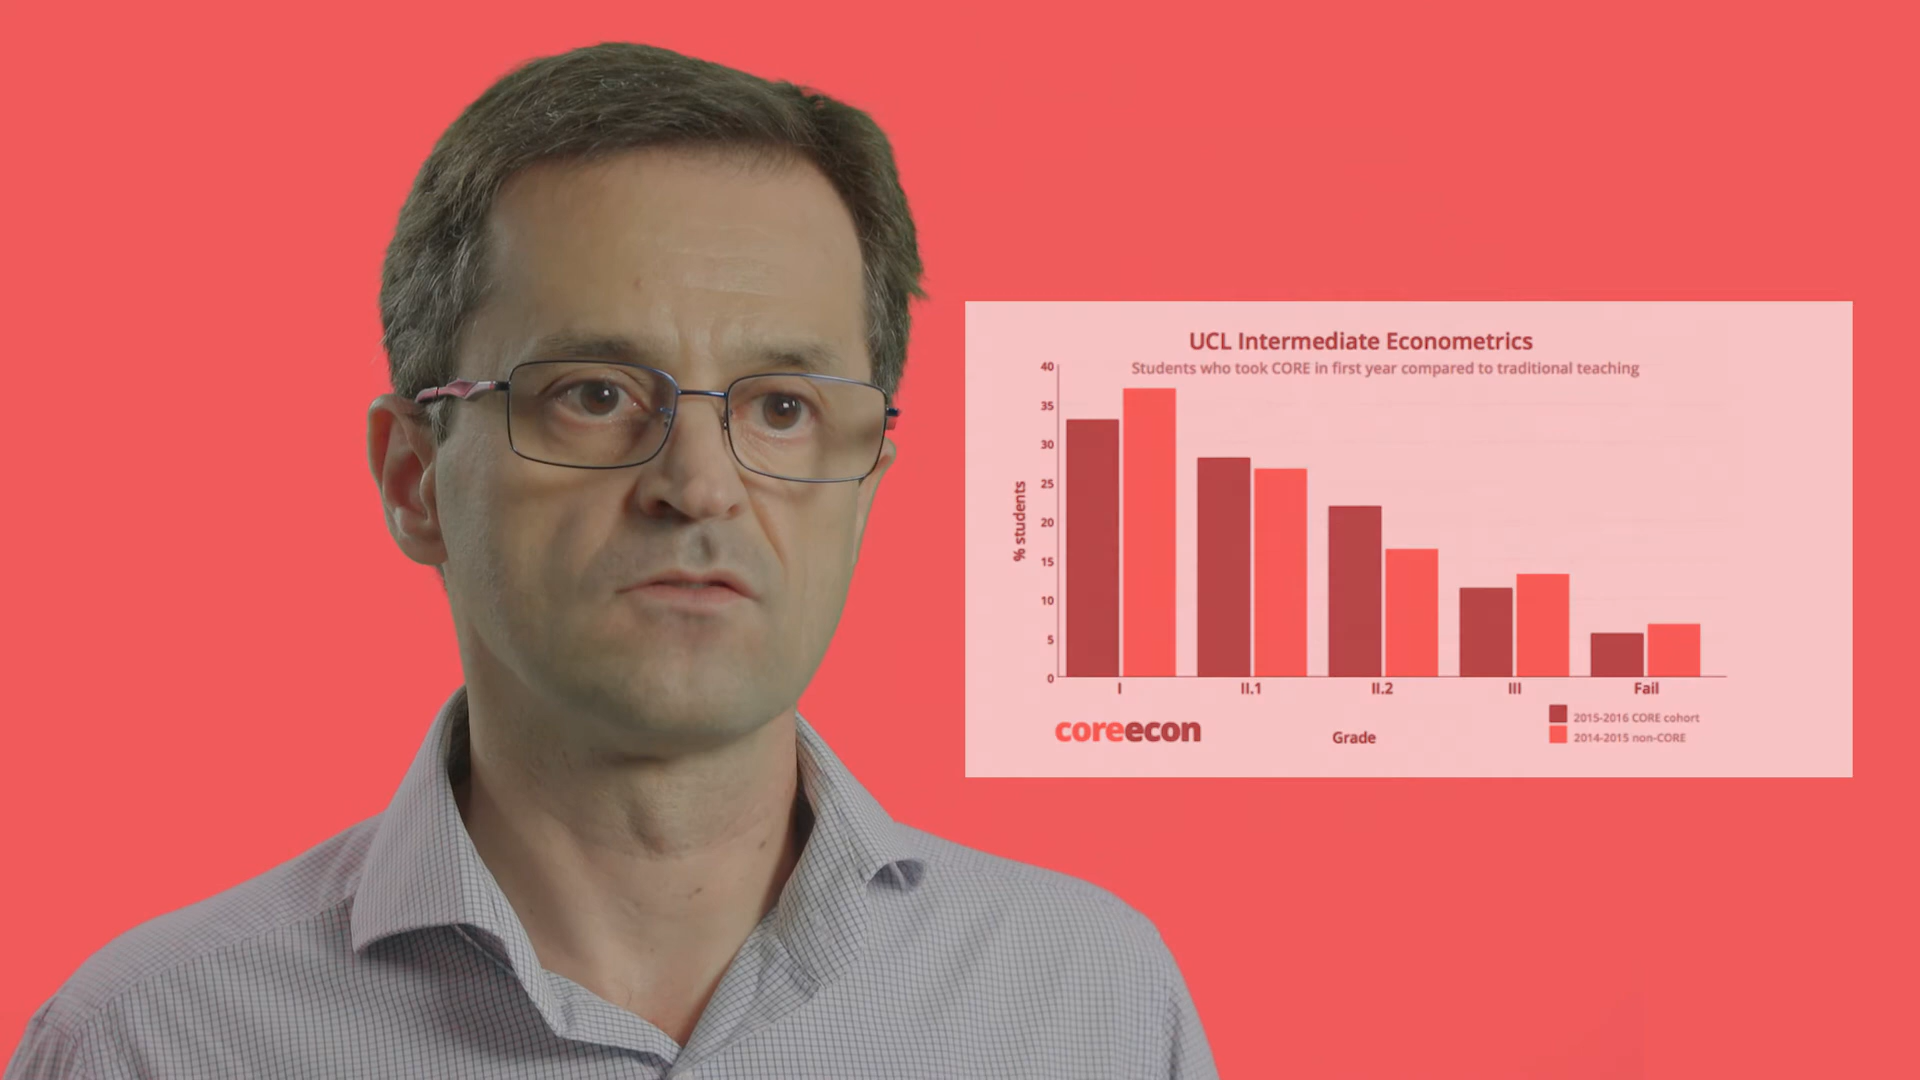 UCL Intermediate Econometrics
Students who took CORE in first year compared to traditional teaching
40
35
30
25
20
15
10
5
0
% students
I
II.1
II.2
III
Fail
Grade
2015-2016 CORE cohort
2014-2015 non-CORE
coreecon